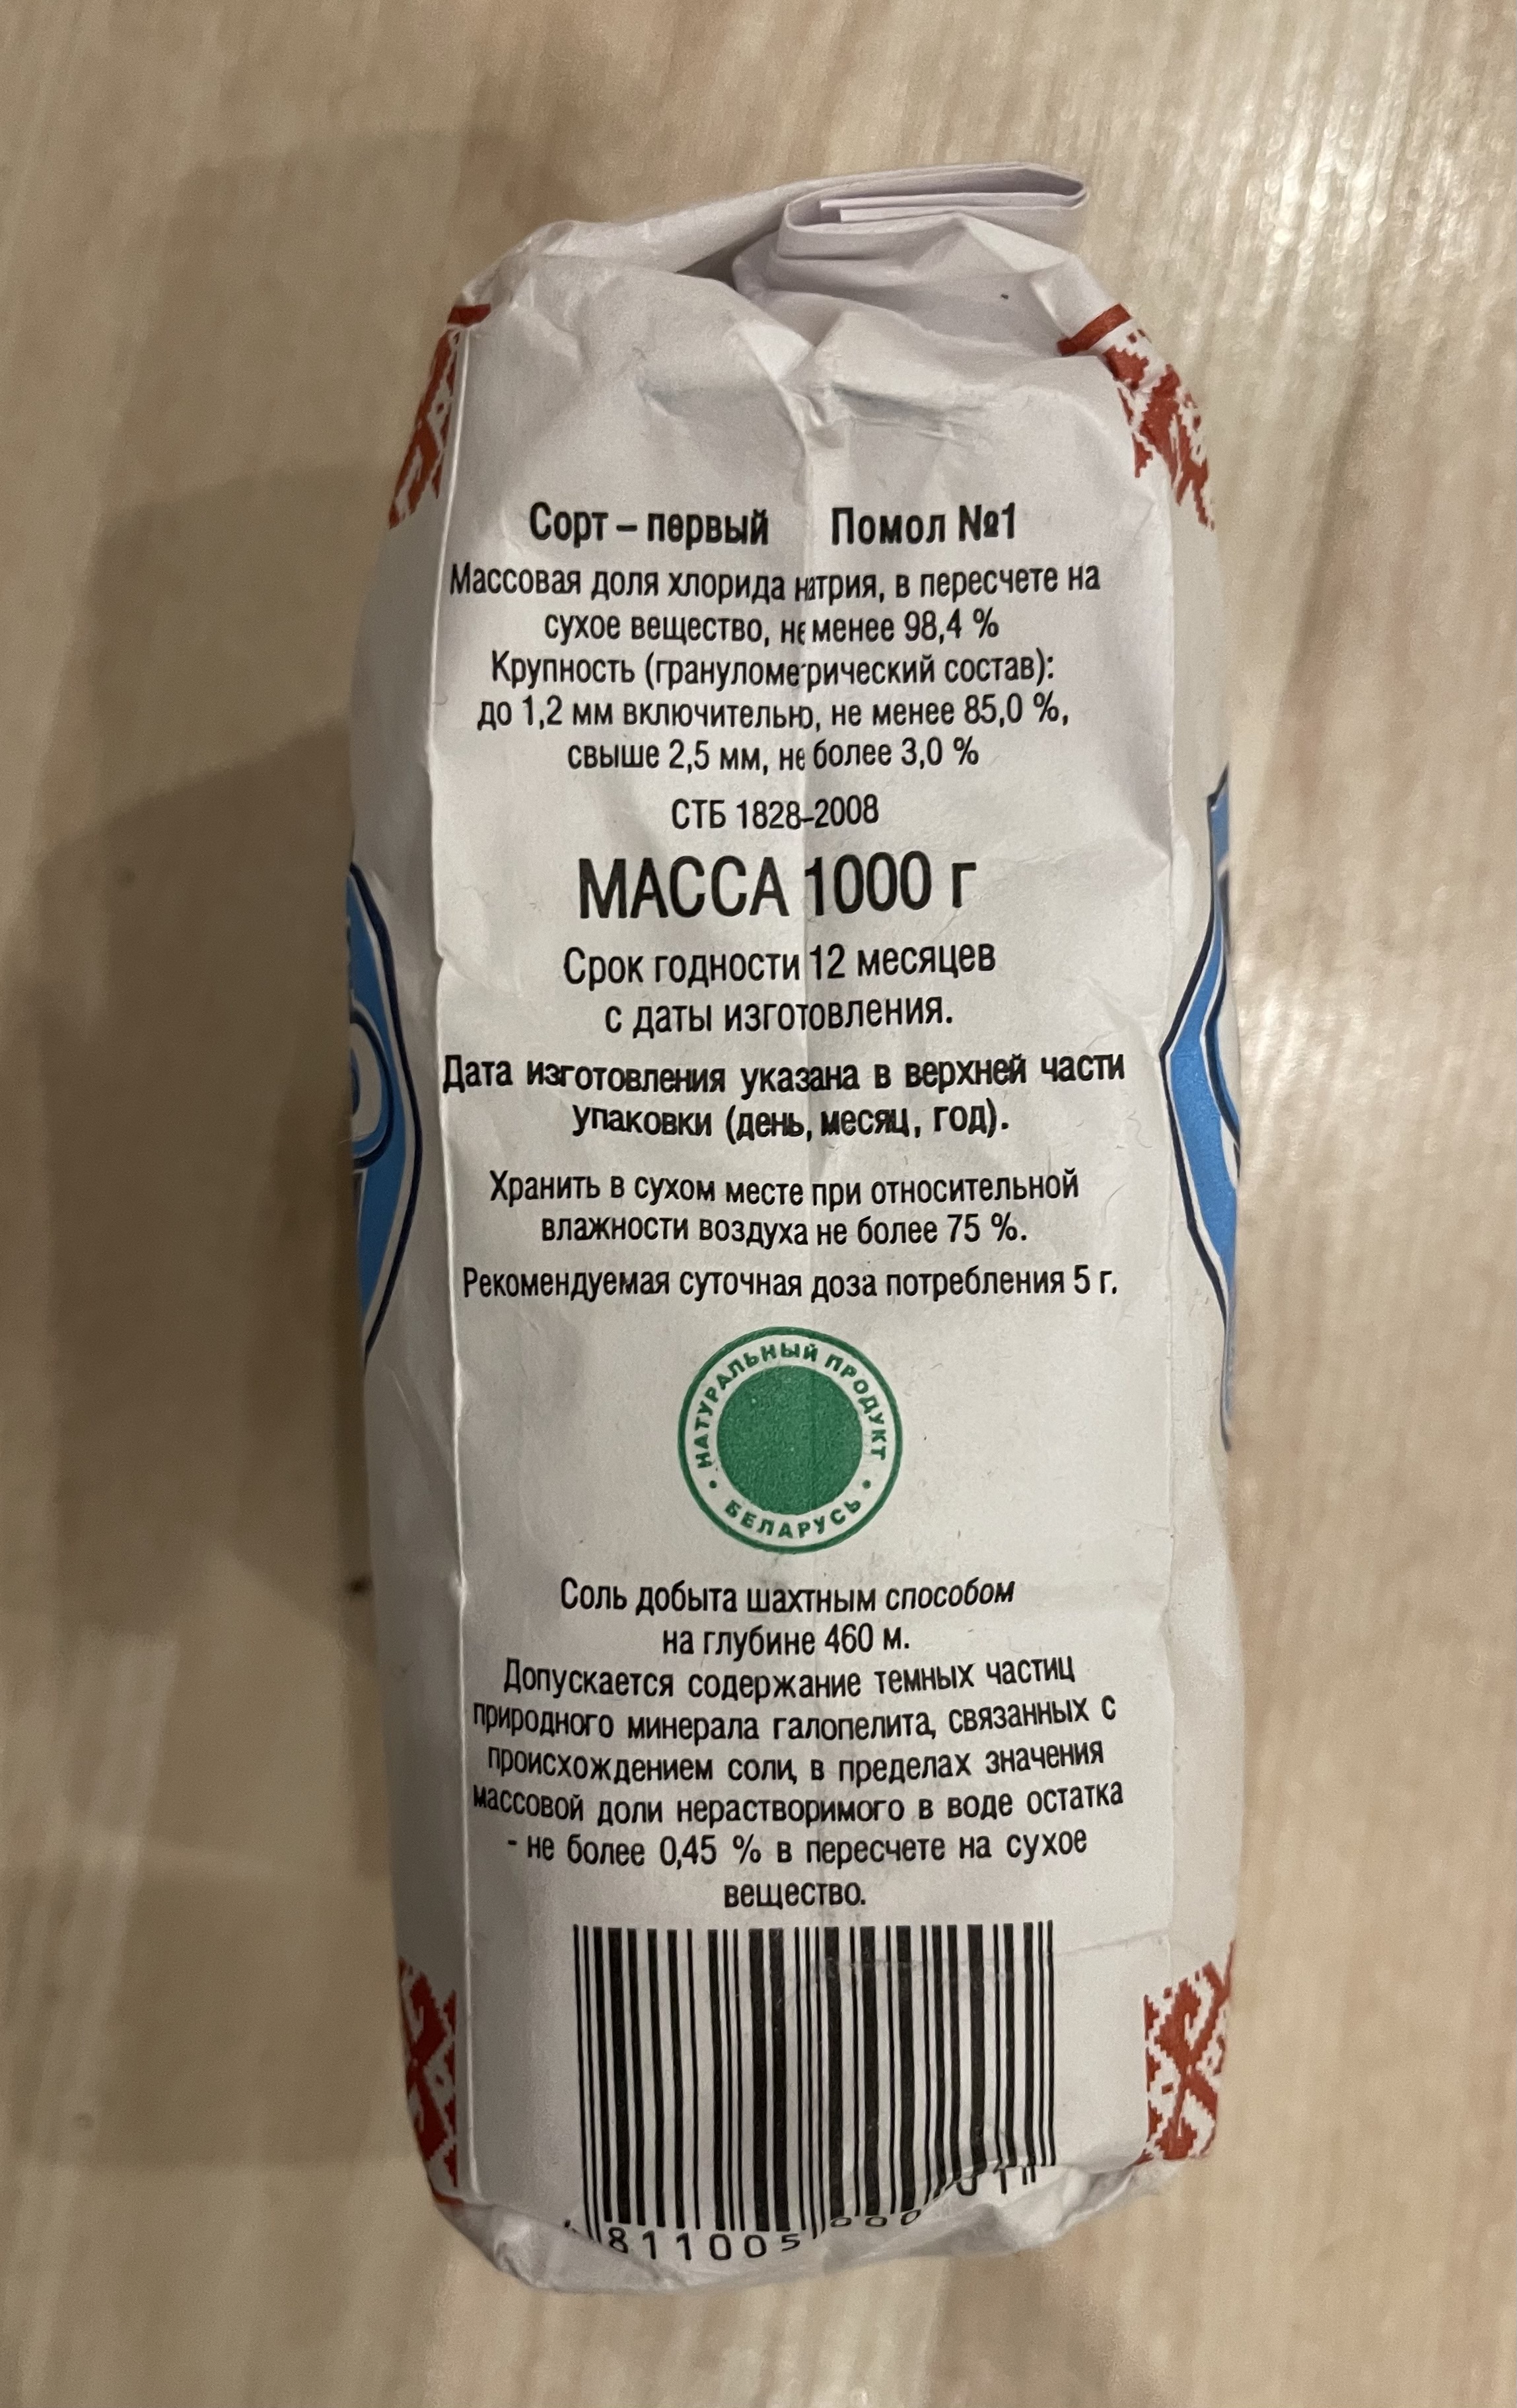 Сорт – первый Помол №1
Массовая доля хлорида натрия, в пересчете на
сухое вещество, не менее 98,4 %
Крупность (гранулометрический состав):
до 1,2 мм включительно, не менее 85,0 %,
свыше 2,5 мм, не более 3,0 %
СТБ 1828-2008
МАССА 1000 г
Срок годности 12 месяцев
с даты изготовления.
Дата изготовления указана в верхней части
упаковки (день, месяц, год).
Хранить в сухом месте при относительной
влажности воздуха не более 75 %.
Рекомендуемая суточная доза потребления 5 г.
НАТУРАЛЬНЫЙ ПРОДУКТ
• БЕЛАРУСЬ •
Соль добыта шахтным способом
на глубине 460 м.
Допускается содержание темных частиц
природного минерала галопелита, связанных с
происхождением соли, в пределах значения
массовой доли нерастворимого в воде остатка
- не более 0,45 % в пересчете на сухое
вещество.
811005